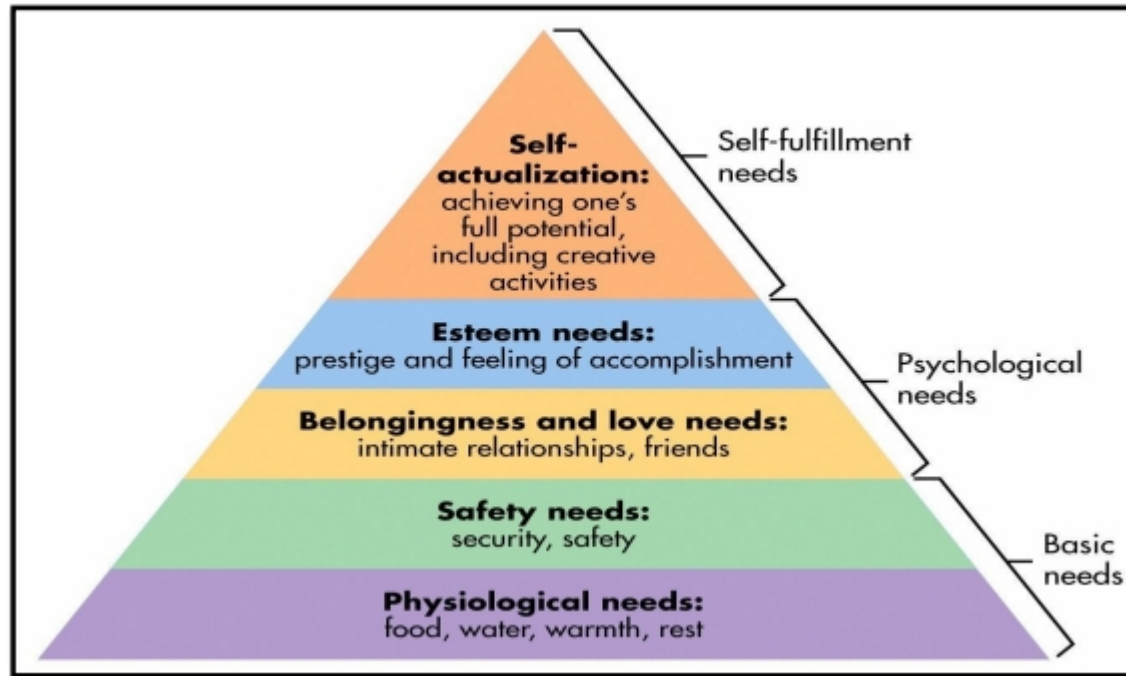 Self-
actualization:
achieving one's
full potential,
including creative
activities
Self-fulfillment
needs
Esteem needs:
prestige and feeling of accomplishment
Psychological
needs
Belongingness and love needs:
intimate relationships, friends
Safety needs:
security, safety
Basic
needs
Physiological needs:
food, water, warmth, rest